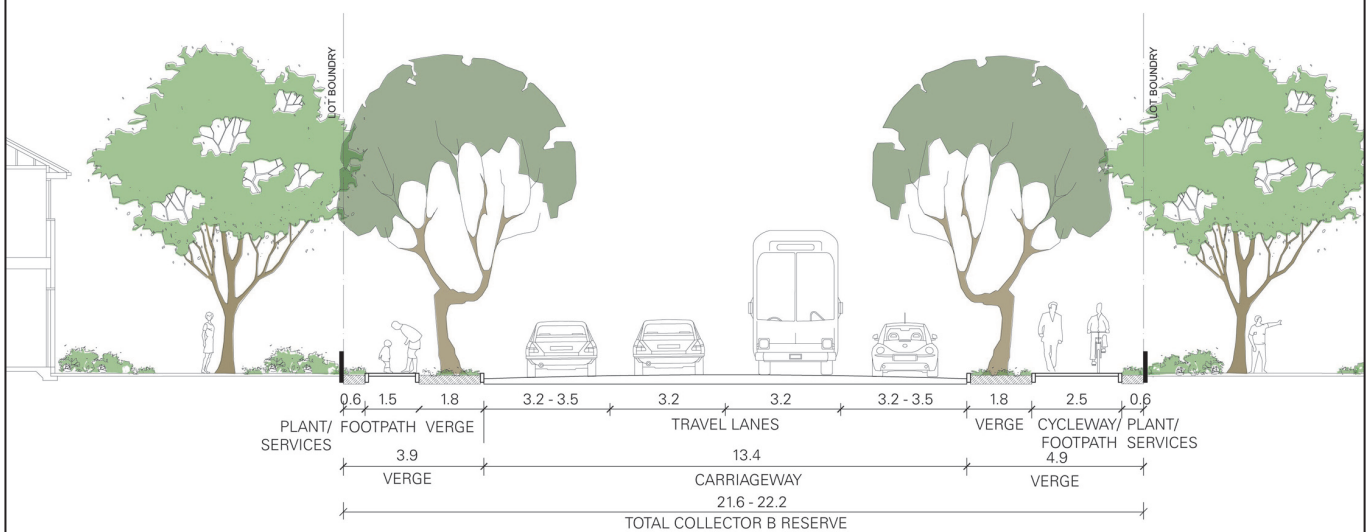 LOT BOUNDRY
LOT BOUNDRY
0.6 1.5 1.8 3.2 - 3.5 3.2 3.2 3.2 - 3.5 1.8 2.5 0.6
PLANT/ FOOTPATH VERGE TRAVEL LANES VERGE CYCLEWAY/ PLANT/
SERVICES FOOTPATH SERVICES
3.9 13.4 4.9
VERGE CARRIAGEWAY VERGE
21.6 - 22.2
TOTAL COLLECTOR B RESERVE